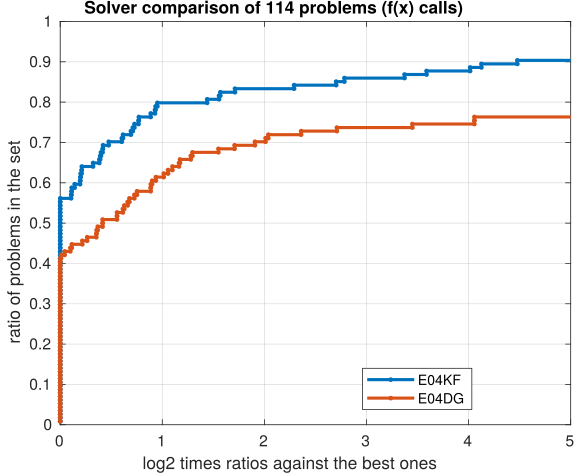 Solver comparison of 114 problems (f(x) calls)
1
0.9
0.8
0.7
0.6
0.5
0.4
0.3
0.2
0.1
0
ratio of problems in the set
E04KF
E04DG
0 1 2 3 4 5
log2 times ratios against the best ones